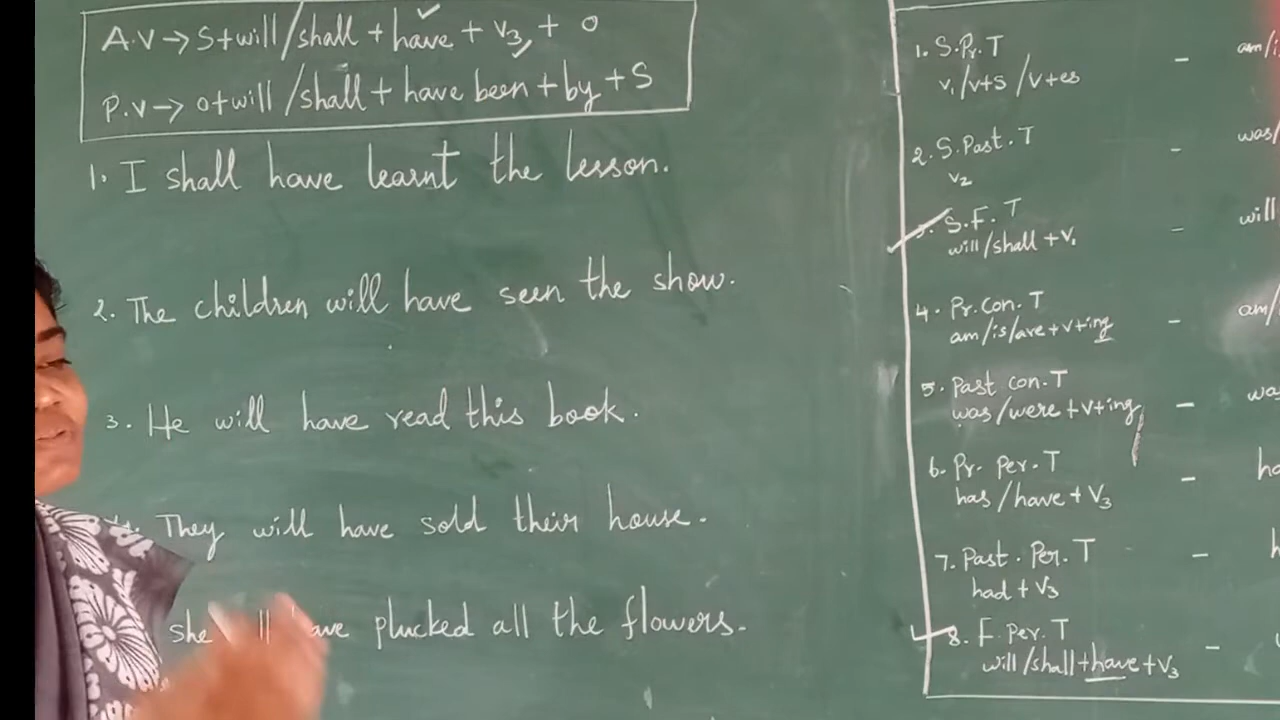 A.V → S+will/shall + have + V3 + O
P.V → O+will/shall + have been + by + S
1. I shall have learnt the lesson.
2. The children will have seen the show.
3. He will have read this book.
They will have sold their house.
she have plucked all the flowers.
1. S.Pr.T - am/
V1/V+S/V+es
2. S.Past.T - was/
V2
3. S.F.T - will
will/shall +V1
4. Pr.Con.T - am/
am/is/are+v+ing
5. Past con.T -
was/were +v+ing
6. Pr. Per.T -
has/have + V3
7. Past. Per.T -
had + V3
8. F. Per.T -
will/shall+have+V3